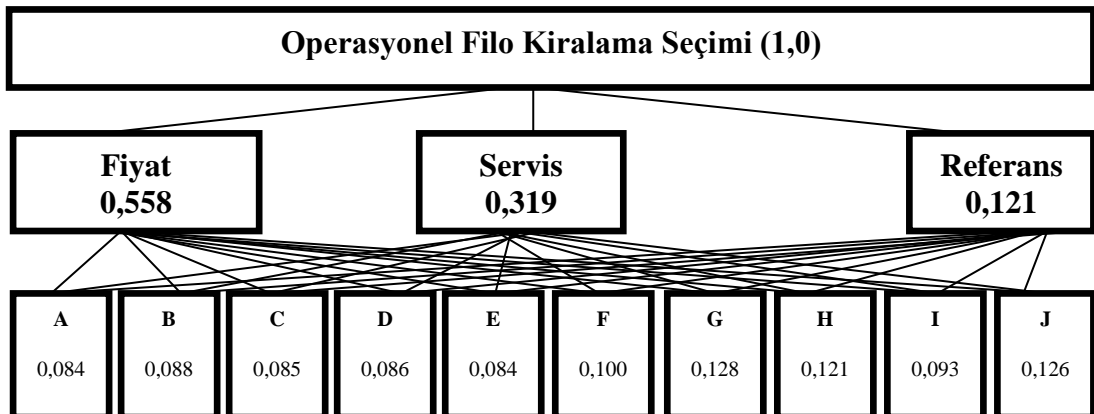 Operasyonel Filo Kiralama Seçimi (1,0)
Fiyat
0,558
Servis
0,319
Referans
0,121
A
0,084
B
0,088
C
0,085
D
0,086
E
0,084
F
0,100
G
0,128
H
0,121
I
0,093
J
0,126